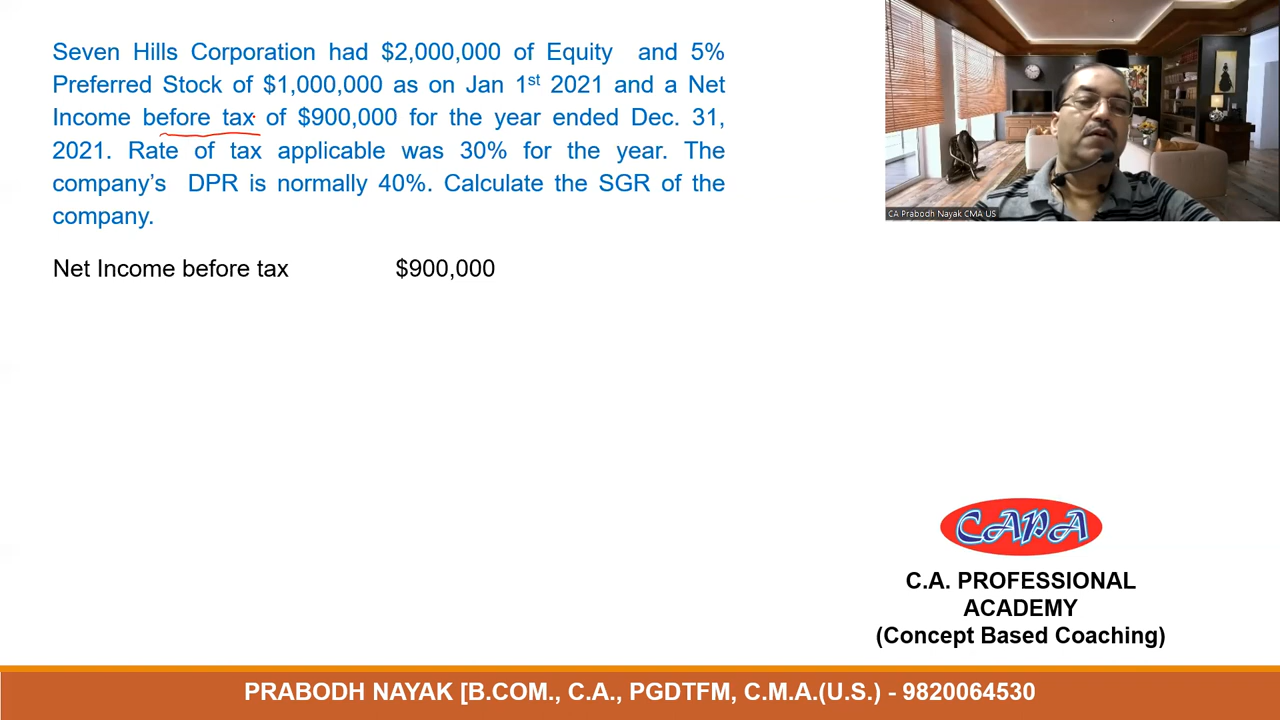 Seven Hills Corporation had $2,000,000 of Equity and 5%
Preferred Stock of $1,000,000 as on Jan 1st 2021 and a Net
Income before tax of $900,000 for the year ended Dec. 31,
2021. Rate of tax applicable was 30% for the year. The
company's DPR is normally 40%. Calculate the SGR of the
company.
Net Income before tax $900,000
CA Prabodh Nayak CMA US
CAPA
C.A. PROFESSIONAL
ACADEMY
(Concept Based Coaching)
PRABODH NAYAK [B.COM., C.A., PGDTFM, C.M.A.(U.S.) - 9820064530